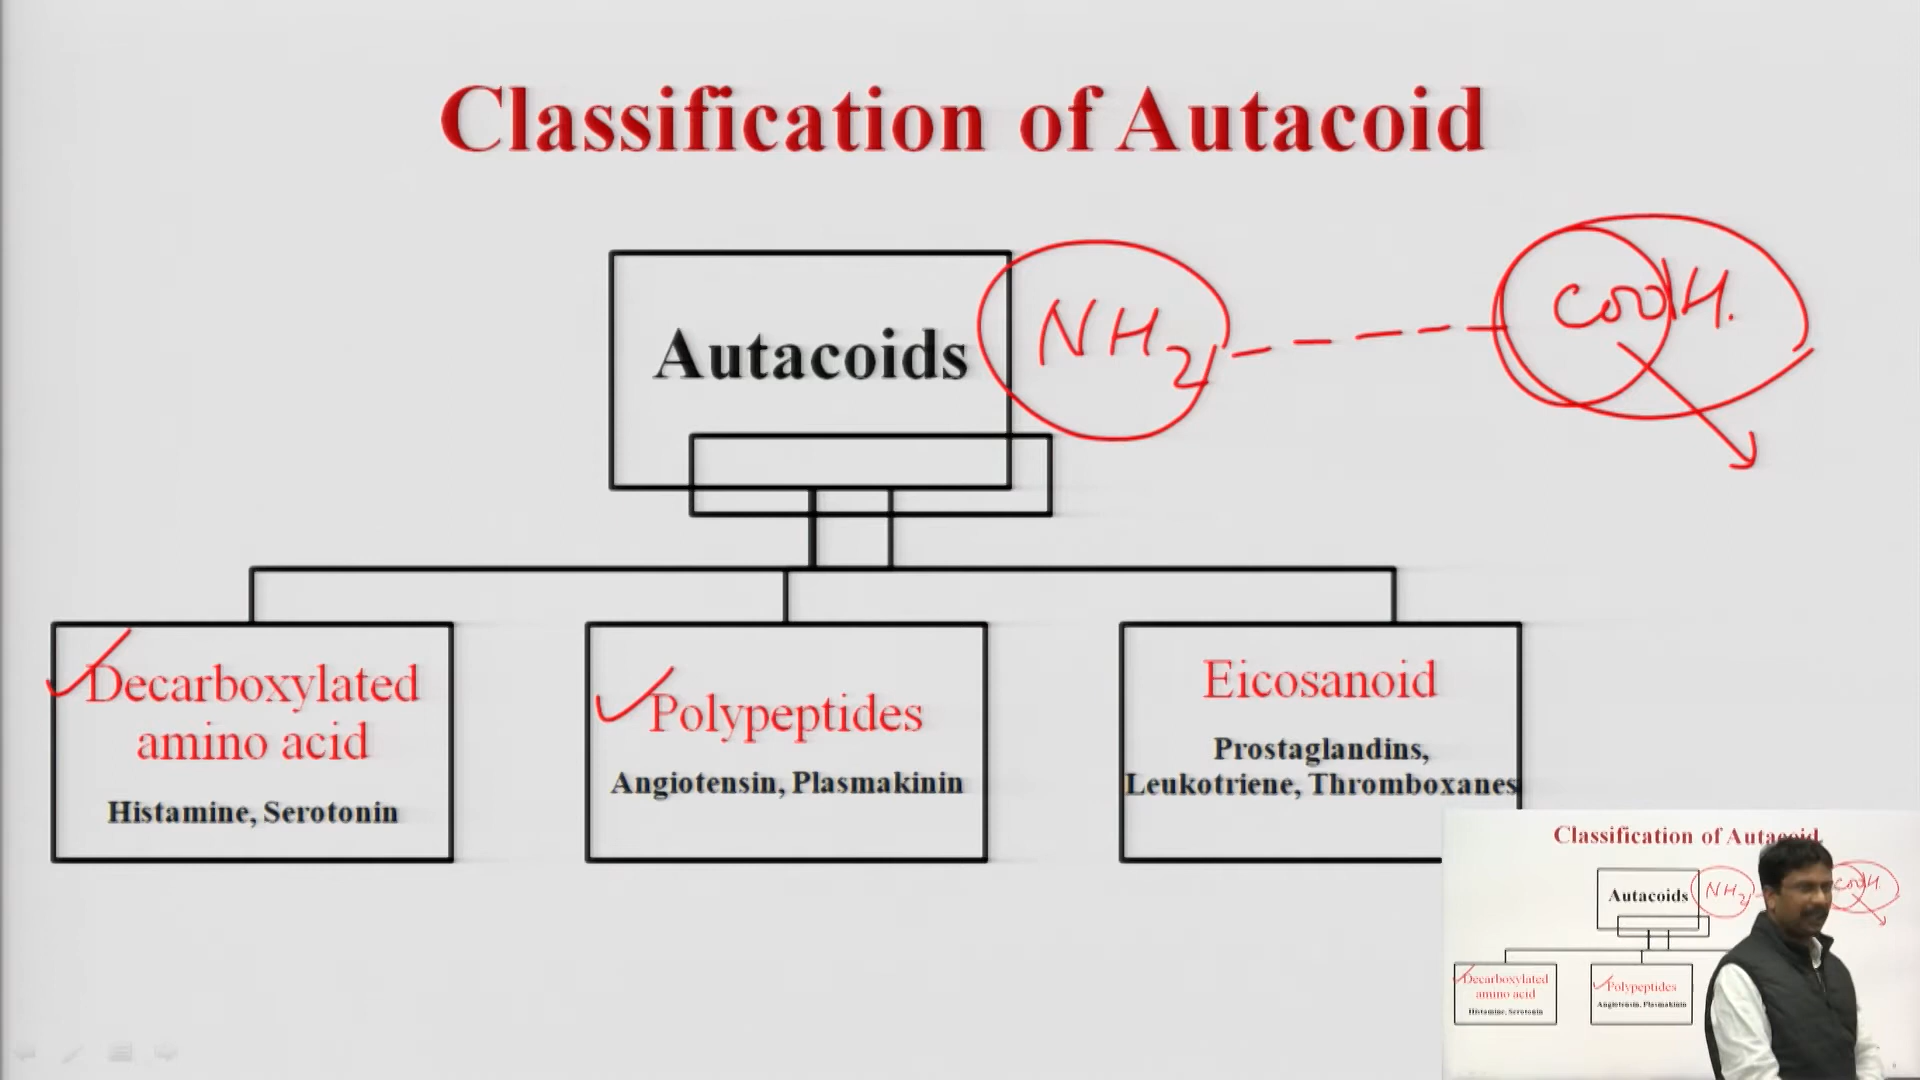 Classification of Autacoid
Autacoids
NH2
COOH.
Decarboxylated
amino acid
Histamine, Serotonin
Polypeptides
Angiotensin, Plasmakinin
Eicosanoid
Prostaglandins,
Leukotriene, Thromboxanes
Classification of Autacoid
Autacoids
NH2
COOH.
Decarboxylated
amino acid
Histamine, Serotonin
Polypeptides
Angiotensin, Plasmakinin